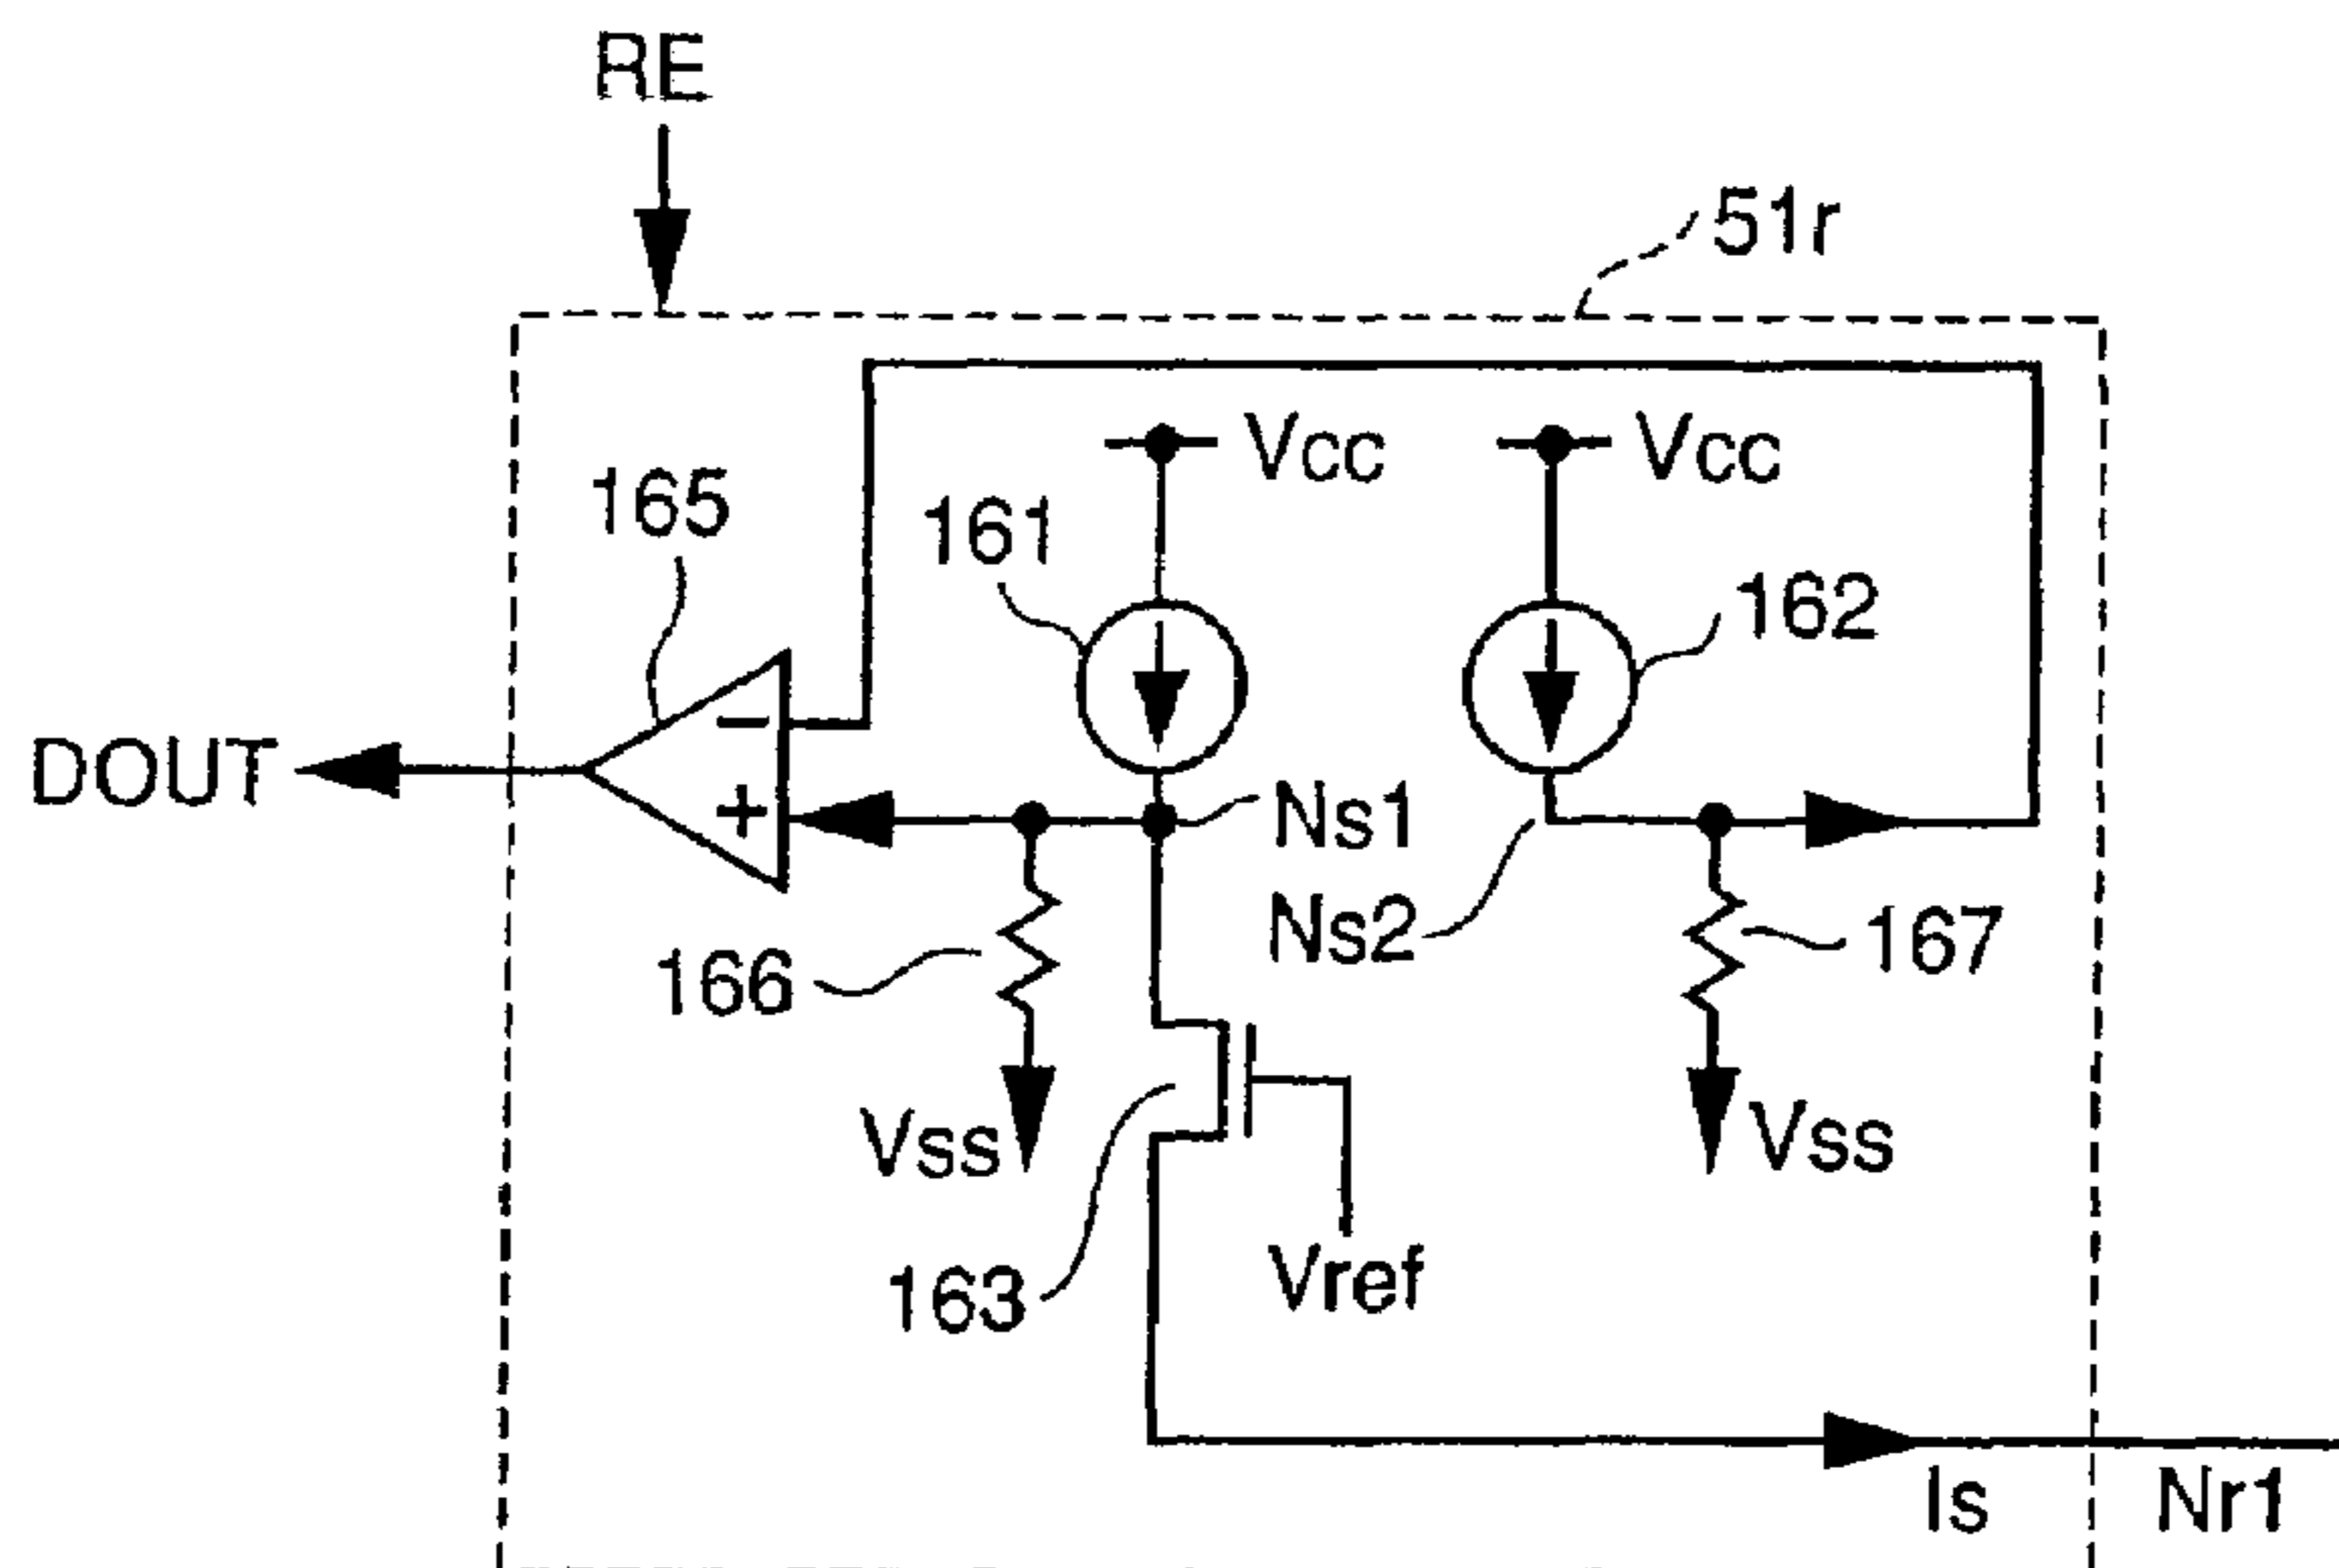 RE
51r
Vcc
Vcc
165
161
162
DOUT
−
+
Ns1
Ns2
166
167
Vss
Vss
163
Vref
Is
Nr1